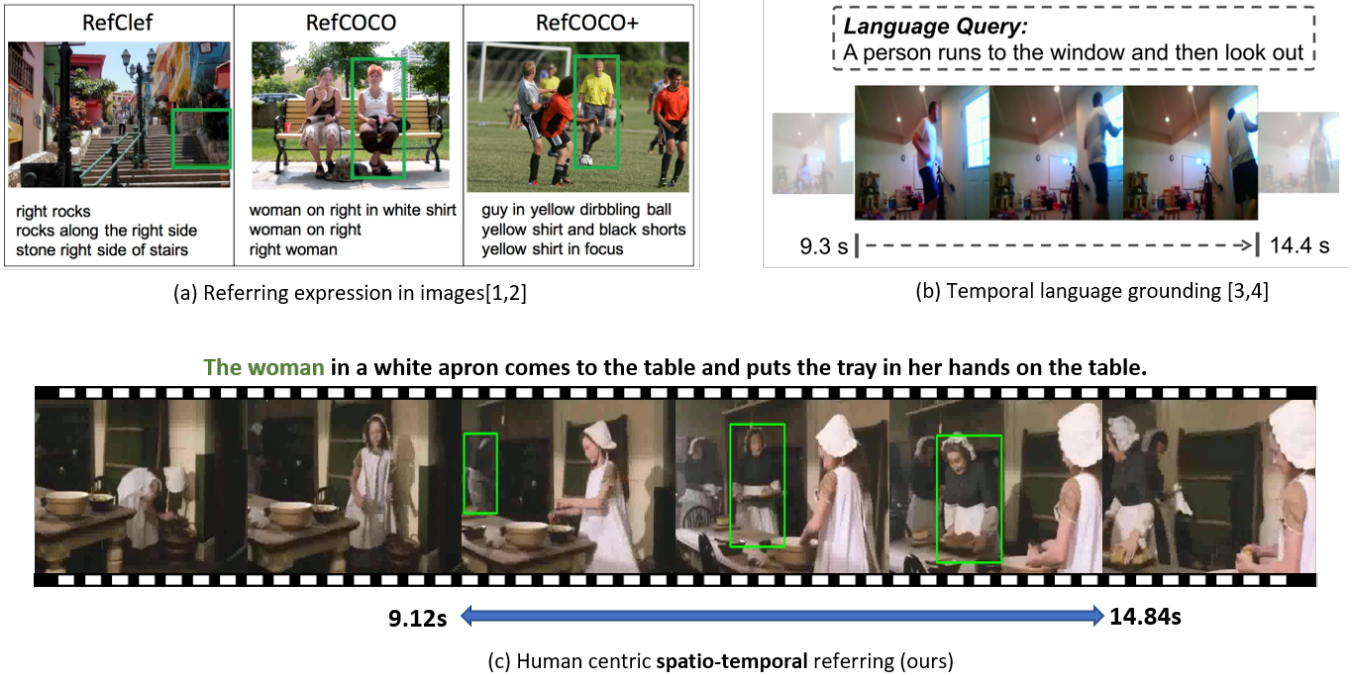 RefClef
RefCOCO
RefCOCO+
right rocks
rocks along the right side
stone right side of stairs
woman on right in white shirt
woman on right
right woman
guy in yellow dirbbling ball
yellow shirt and black shorts
yellow shirt in focus
(a) Referring expression in images[1,2]
Language Query:
A person runs to the window and then look out
9.3 s
14.4 s
(b) Temporal language grounding [3,4]
The woman in a white apron comes to the table and puts the tray in her hands on the table.
9.12s
14.84s
(c) Human centric spatio-temporal referring (ours)